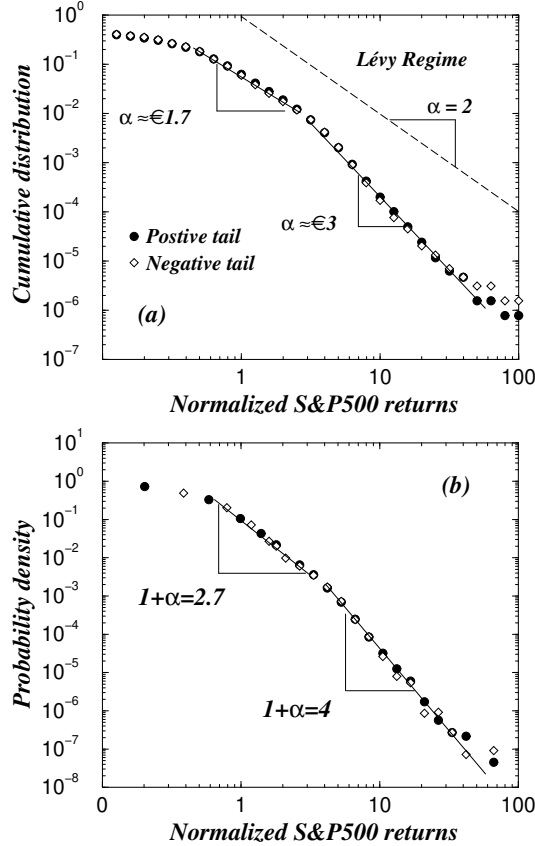 10⁰
10⁻¹
10⁻²
10⁻³
10⁻⁴
10⁻⁵
10⁻⁶
10⁻⁷
Cumulative distribution
Lévy Regime
α = 2
α ≈€1.7
α ≈€3
Postive tail
Negative tail
(a)
1 10 100
Normalized S&P500 returns
10¹
10⁰
10⁻¹
10⁻²
10⁻³
10⁻⁴
10⁻⁵
10⁻⁶
10⁻⁷
10⁻⁸
Probability density
(b)
1+α=2.7
1+α=4
0 1 10 100
Normalized S&P500 returns